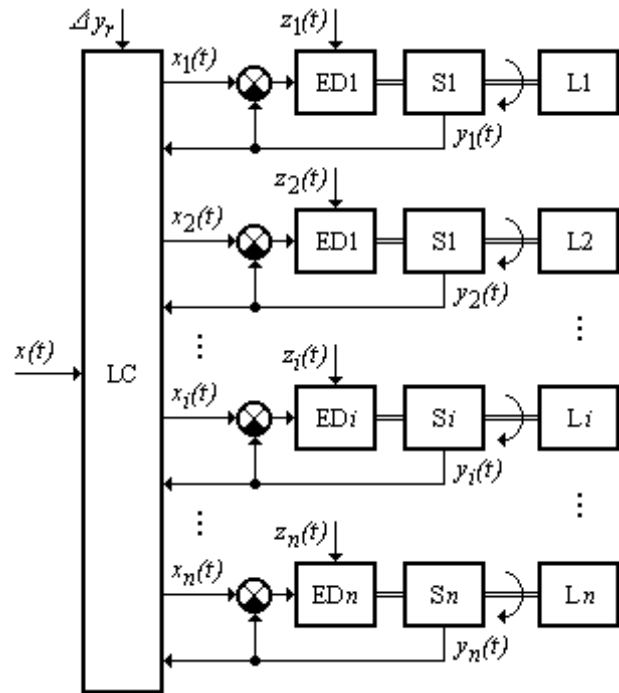 Δy_r
z_1(t)
x_1(t)
ED1 S1 L1
y_1(t)
z_2(t)
x_2(t)
ED1 S1 L2
y_2(t)
⋮ ⋮
x(t) LC
z_i(t)
x_i(t)
EDi Si Li
y_i(t)
⋮ ⋮
z_n(t)
x_n(t)
EDn Sn Ln
y_n(t)